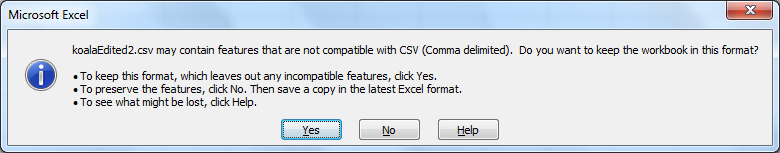 Microsoft Excel
koalaEdited2.csv may contain features that are not compatible with CSV (Comma delimited).  Do you want to keep the workbook in this format?
• To keep this format, which leaves out any incompatible features, click Yes.
• To preserve the features, click No. Then save a copy in the latest Excel format.
• To see what might be lost, click Help.
Yes No Help